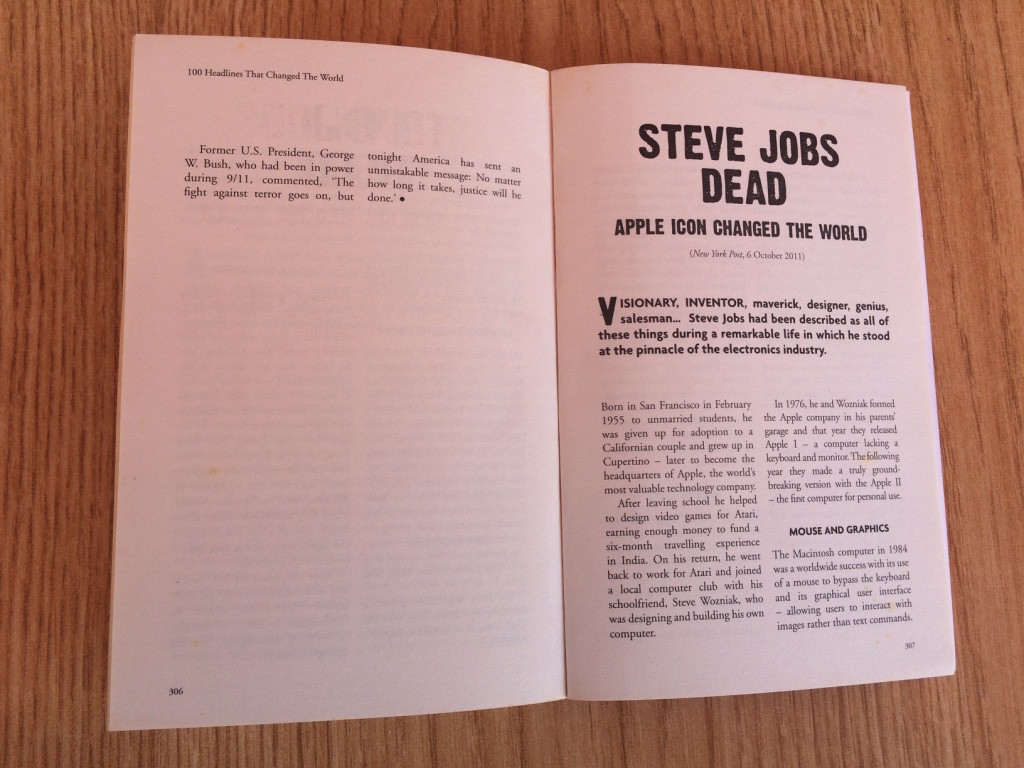 100 Headlines That Changed The World
Former U.S. President, George
W. Bush, who had been in power
during 9/11, commented, 'The
fight against terror goes on, but
tonight America has sent an
unmistakable message: No matter
how long it takes, justice will be
done.' ●
306
STEVE JOBS
DEAD
APPLE ICON CHANGED THE WORLD
(New York Post, 6 October 2011)
VISIONARY, INVENTOR, maverick, designer, genius,
salesman... Steve Jobs had been described as all of
these things during a remarkable life in which he stood
at the pinnacle of the electronics industry.
Born in San Francisco in February
1955 to unmarried students, he
was given up for adoption to a
Californian couple and grew up in
Cupertino – later to become the
headquarters of Apple, the world's
most valuable technology company.
After leaving school he helped
to design video games for Atari,
earning enough money to fund a
six-month travelling experience
in India. On his return, he went
back to work for Atari and joined
a local computer club with his
schoolfriend, Steve Wozniak, who
was designing and building his own
computer.
In 1976, he and Wozniak formed
the Apple company in his parents'
garage and that year they released
Apple I – a computer lacking a
keyboard and monitor. The following
year they made a truly ground-
breaking version with the Apple II
– the first computer for personal use.
MOUSE AND GRAPHICS
The Macintosh computer in 1984
was a worldwide success with its use
of a mouse to bypass the keyboard
and its graphical user interface
– allowing users to interact with
images rather than text commands.
307